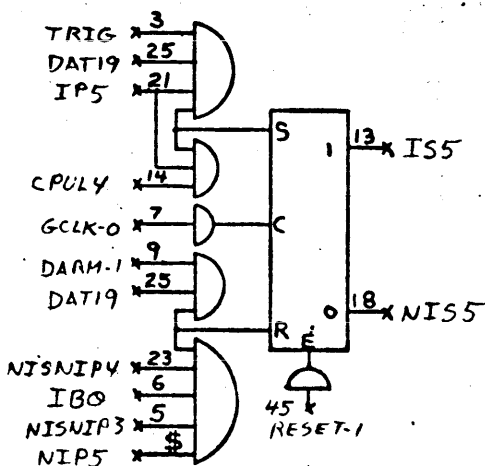 TRIG 3
DAT19 25
IP5 21
S
1 13 IS5
CPUL4 14
GCLK-0 7
C
DARM-1 9
DAT19 25
0 18 NIS5
R
E
NISNIP4 23
IBO 6
45
NISNIP3 5
RESET-1
NIP5 $